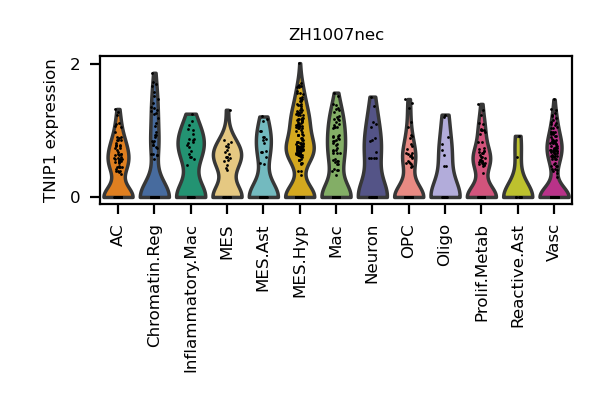 ZH1007nec
TNIP1 expression
2
0
AC
Chromatin.Reg
Inflammatory.Mac
MES
MES.Ast
MES.Hyp
Mac
Neuron
OPC
Oligo
Prolif.Metab
Reactive.Ast
Vasc